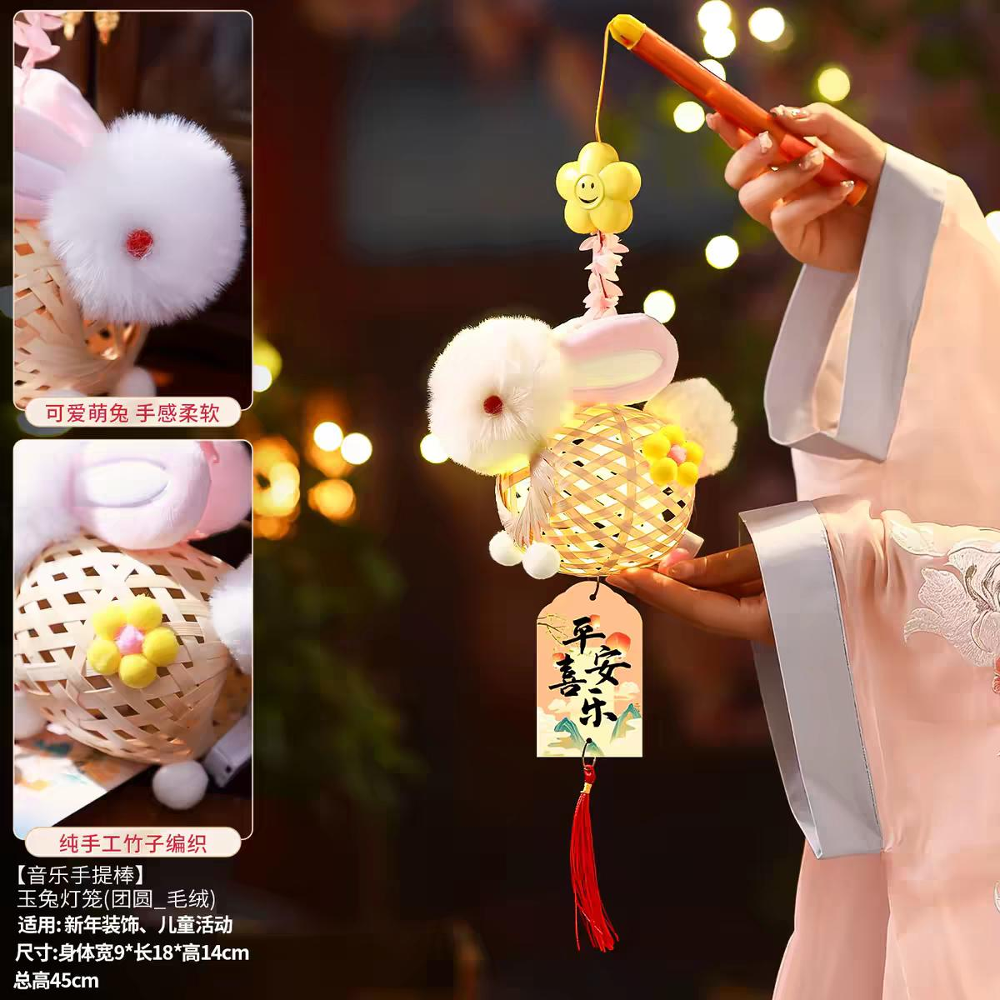 可爱萌兔 手感柔软
纯手工竹子编织
【音乐手提棒】
玉兔灯笼(团圆_毛绒)
适用: 新年装饰、儿童活动
尺寸:身体宽9*长18*高14cm
总高45cm
平安
喜乐